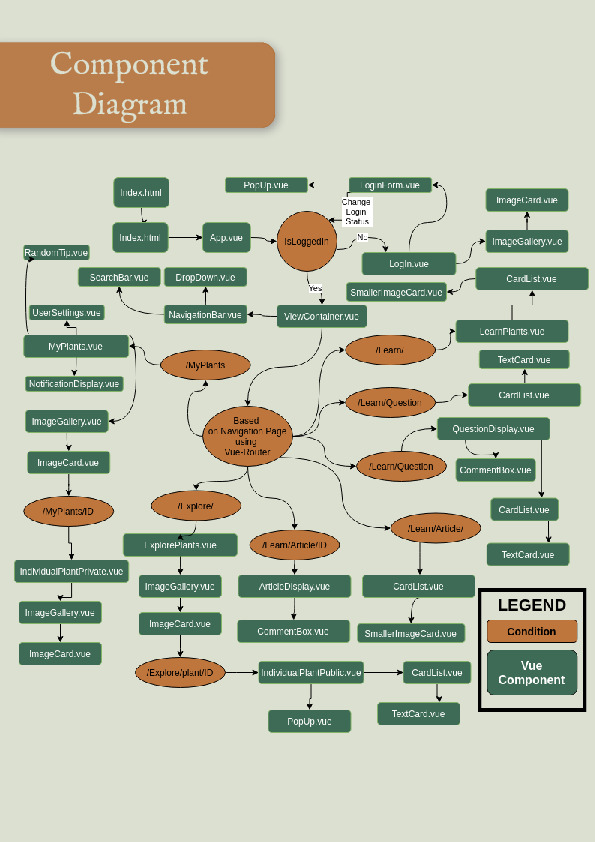 Component
Diagram
Index.html
PopUp.vue
LoginForm.vue
ImageCard.vue
Change
Login
Status
Index.html
App.vue
IsLoggedIn
No
ImageGallery.vue
RandomTip.vue
LogIn.vue
SearchBar.vue
DropDown.vue
CardList.vue
Yes
SmallerImageCard.vue
UserSettings.vue
NavigationBar.vue
ViewContainer.vue
LearnPlants.vue
MyPlants.vue
/Learn/
/MyPlants
TextCard.vue
NotificationDisplay.vue
CardList.vue
/Learn/Question
ImageGallery.vue
Based
on Navigation Page
using
Vue-Router
QuestionDisplay.vue
ImageCard.vue
/Learn/Question
CommentBox.vue
/MyPlants/ID
/Explore/
CardList.vue
/Learn/Article/
ExplorePlants.vue
/Learn/Article/ID
TextCard.vue
IndividualPlantPrivate.vue
ImageGallery.vue
ArticleDisplay.vue
CardList.vue
ImageGallery.vue
ImageCard.vue
CommentBox.vue
SmallerImageCard.vue
ImageCard.vue
/Explore/plant/ID
IndividualPlantPublic.vue
CardList.vue
PopUp.vue
TextCard.vue
LEGEND
Condition
Vue
Component